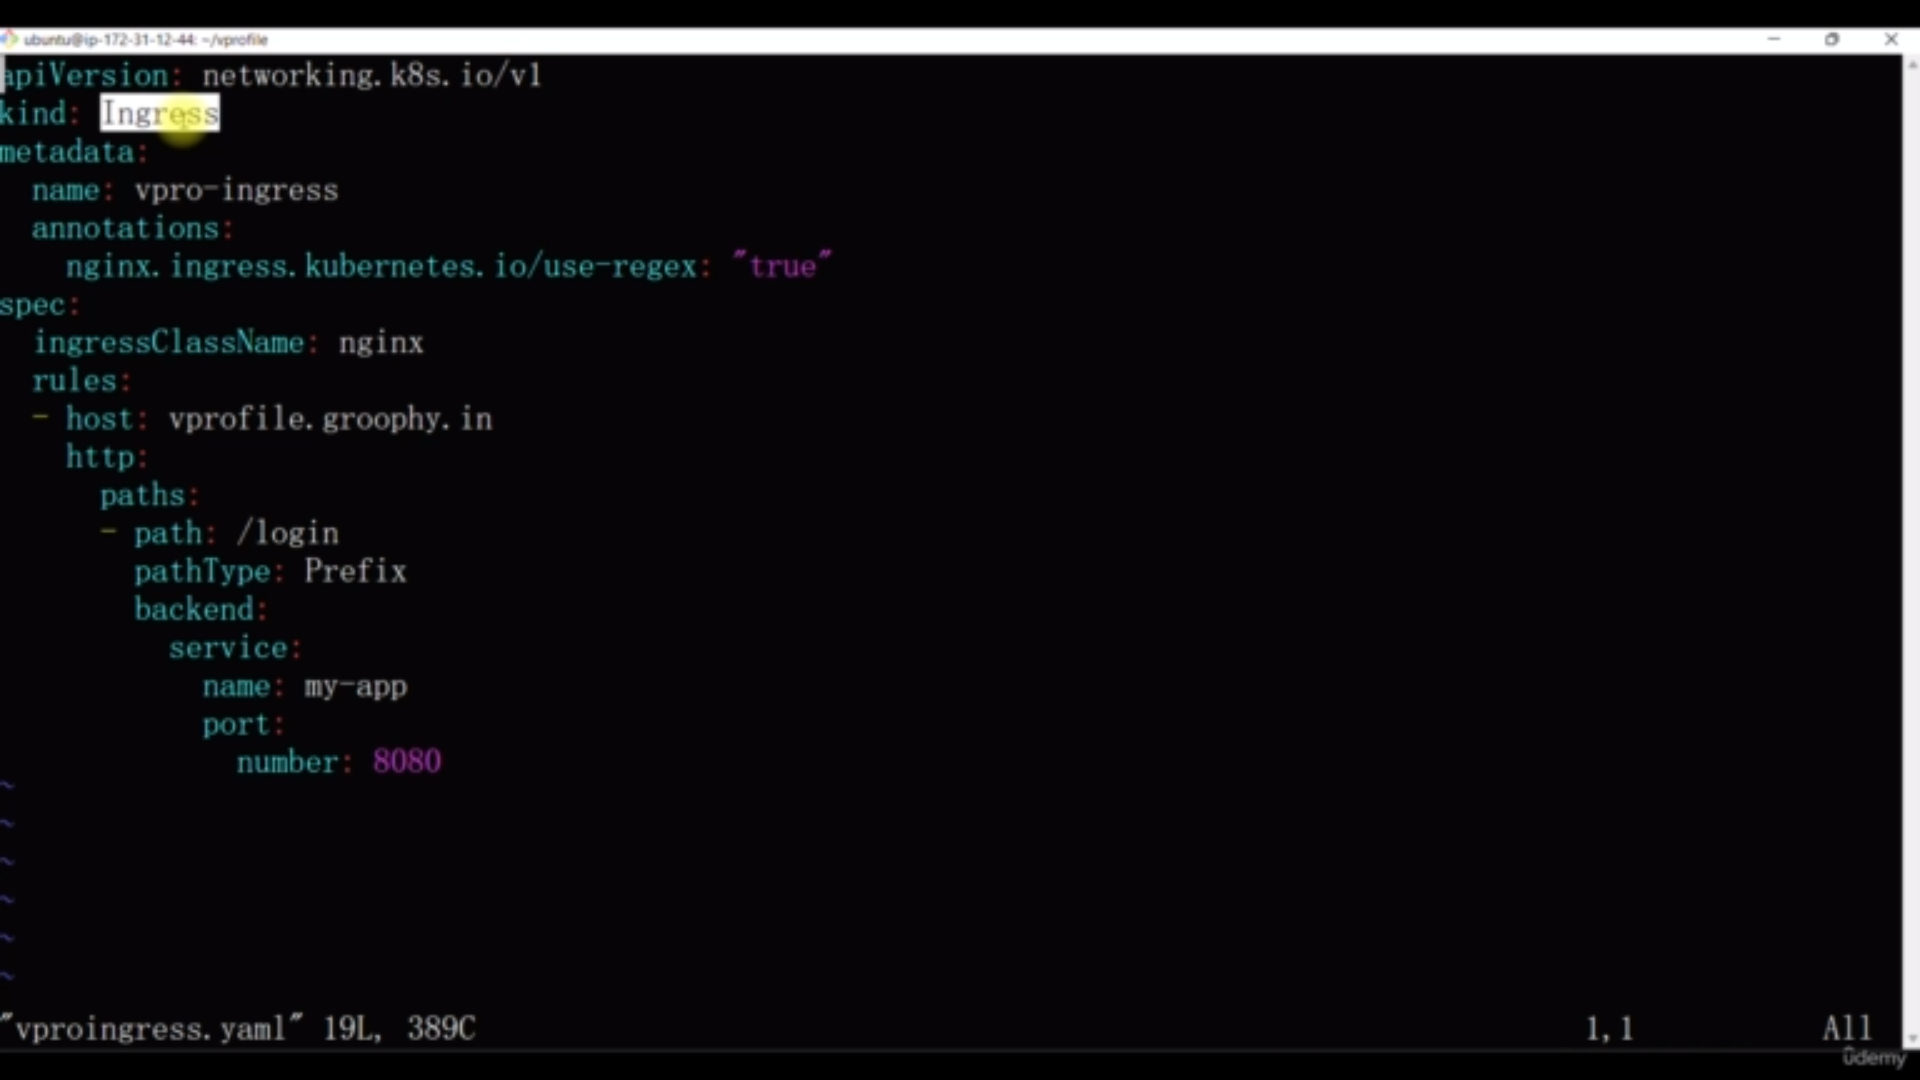 ubuntu@ip-172-31-12-44: ~/vprofile
apiVersion: networking.k8s.io/v1
kind: Ingress
metadata:
  name: vpro-ingress
  annotations:
    nginx.ingress.kubernetes.io/use-regex: "true"
spec:
  ingressClassName: nginx
  rules:
  - host: vprofile.groophy.in
    http:
      paths:
      - path: /login
        pathType: Prefix
        backend:
          service:
            name: my-app
            port:
              number: 8080
~
~
~
~
~
~
"vproingress.yaml" 19L, 389C 1,1 All
ûdemy